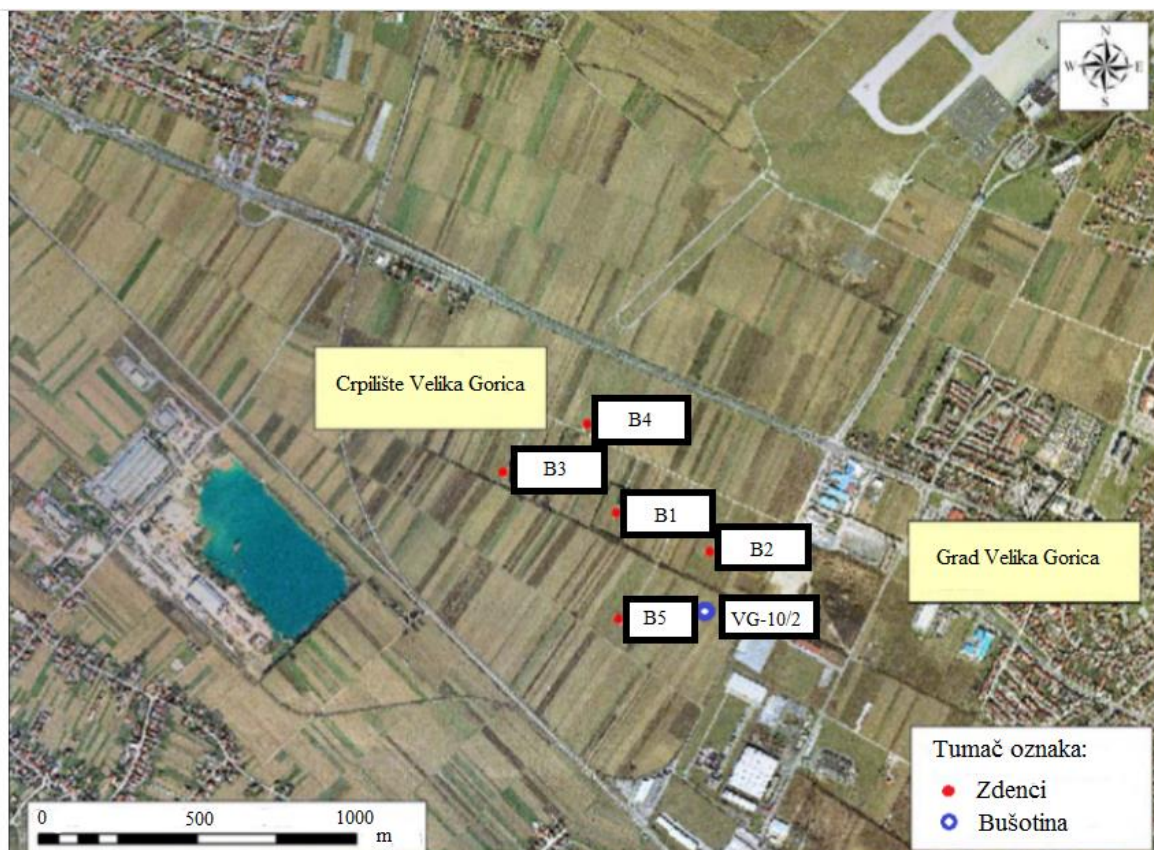 N
W E
S
Crpilište Velika Gorica
B4
B3
B1
B2
Grad Velika Gorica
B5
VG-10/2
Tumač oznaka:
Zdenci
Bušotina
0 500 1000
m